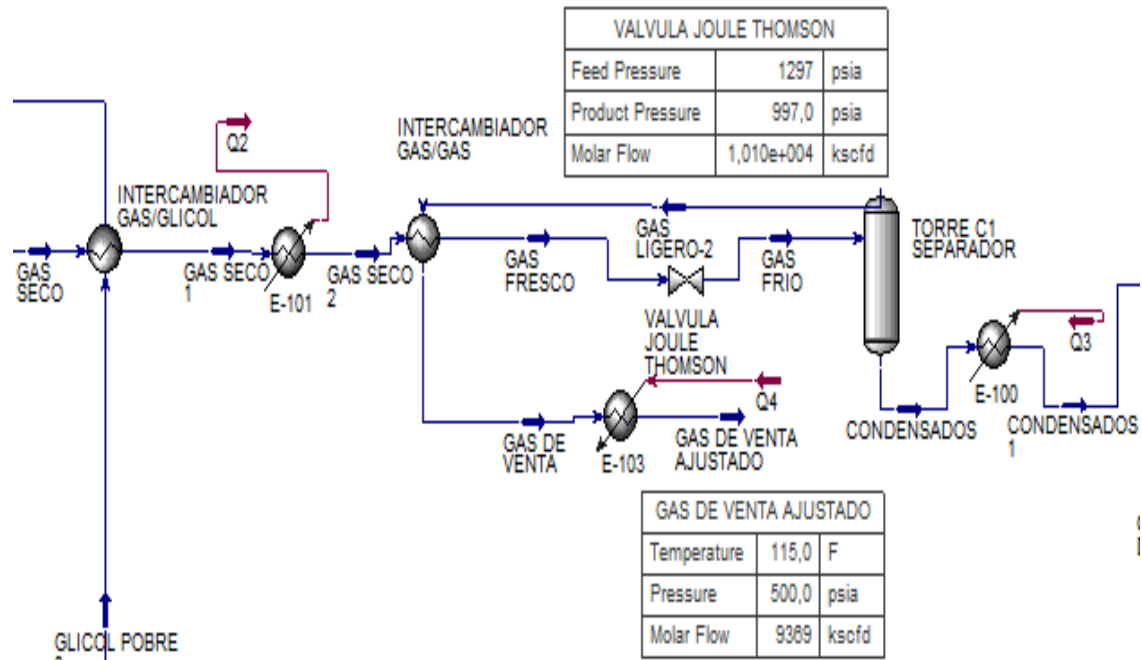 VALVULA JOULE THOMSON
Feed Pressure 1297 psia
Product Pressure 997,0 psia
Molar Flow 1,010e+004 kscfd
Q2
INTERCAMBIADOR
GAS/GAS
INTERCAMBIADOR
GAS/GLICOL
GAS
SECO
GAS SECO
1
E-101
GAS SECO
2
GAS
FRESCO
GAS
LIGERO-2
GAS
FRIO
TORRE C1
SEPARADOR
VALVULA
JOULE
THOMSON
Q3
E-100
Q4
GAS DE
VENTA
E-103
GAS DE VENTA
AJUSTADO
CONDENSADOS
CONDENSADOS
1
GAS DE VENTA AJUSTADO
Temperature 115,0 F
Pressure 500,0 psia
Molar Flow 9389 kscfd
GLICOL POBRE